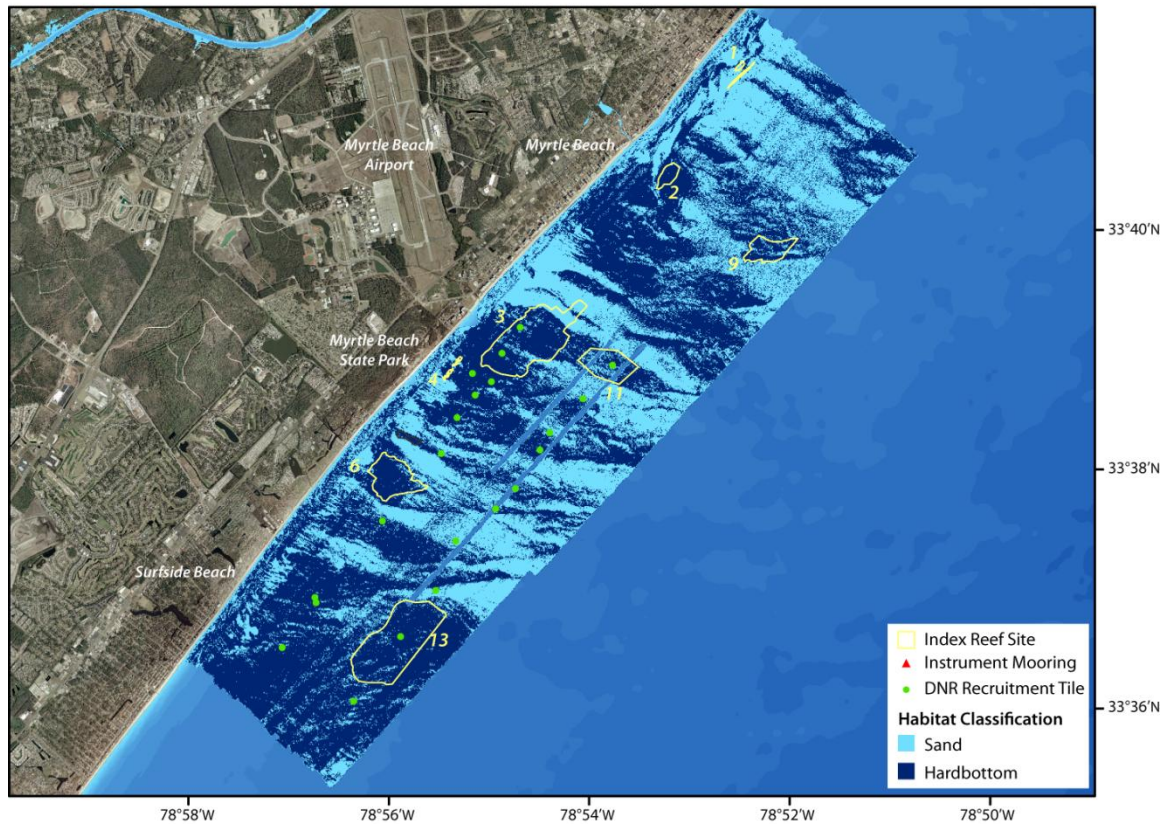 1
Myrtle Beach
Airport
Myrtle Beach
2
33°40′N
9
3
Myrtle Beach
State Park
4
11
6
33°38′N
Surfside Beach
13
Index Reef Site
Instrument Mooring
DNR Recruitment Tile
Habitat Classification
Sand
Hardbottom
33°36′N
78°58′W
78°56′W
78°54′W
78°52′W
78°50′W